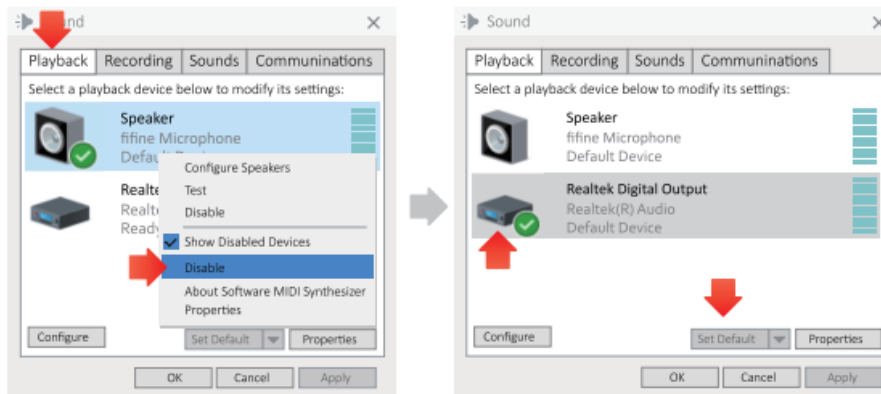 Sound
Playback Recording Sounds Communinations
Select a playback device below to modify its settings:
Speaker
fifine Microphone
Default Device
Configure Speakers
Test
Disable
Show Disabled Devices
Disable
About Software MIDI Synthesizer
Properties
Realte
Realt
Ready
Configure
Set Default
Properties
OK
Cancel
Apply
Sound
Playback Recording Sounds Communinations
Select a playback device below to modify its settings:
Speaker
fifine Microphone
Default Device
Realtek Digital Output
Realtek(R) Audio
Default Device
Configure
Set Default
Properties
OK
Cancel
Apply